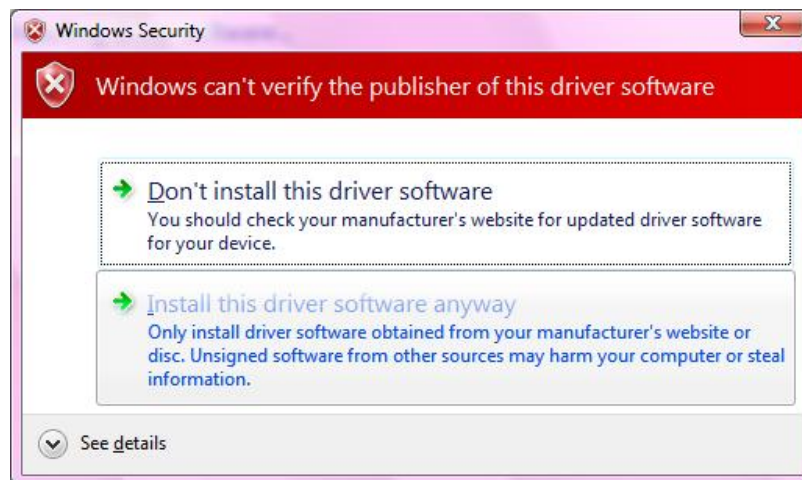 Windows Security
Windows can't verify the publisher of this driver software
Don't install this driver software
You should check your manufacturer's website for updated driver software
for your device.
Install this driver software anyway
Only install driver software obtained from your manufacturer's website or
disc. Unsigned software from other sources may harm your computer or steal
information.
See details